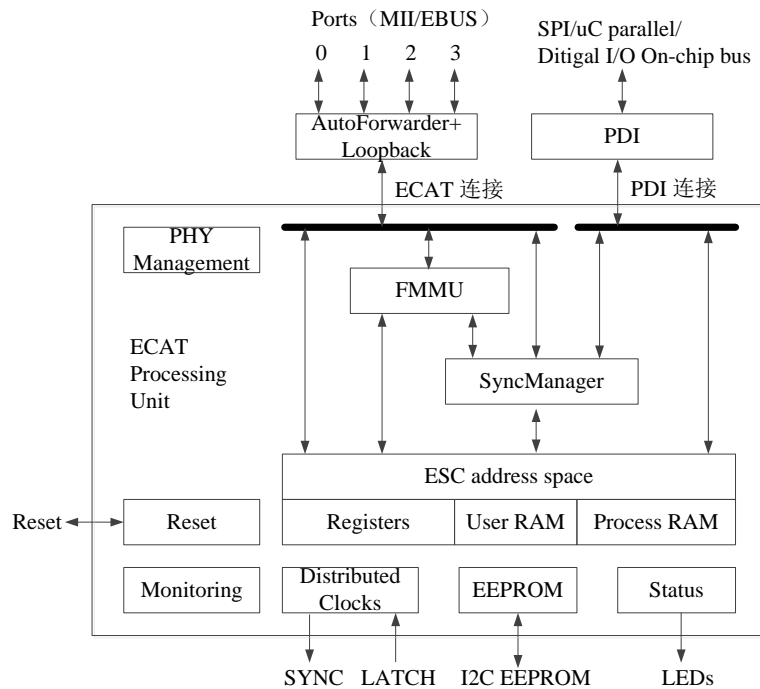 Ports（MII/EBUS）
0 1 2 3
SPI/uC parallel/
Ditigal I/O On-chip bus
AutoForwarder+
Loopback
PDI
ECAT 连接
PDI 连接
PHY
Management
FMMU
ECAT
Processing
Unit
SyncManager
ESC address space
Reset
Reset
Registers
User RAM
Process RAM
Monitoring
Distributed
Clocks
EEPROM
Status
SYNC
LATCH
I2C EEPROM
LEDs